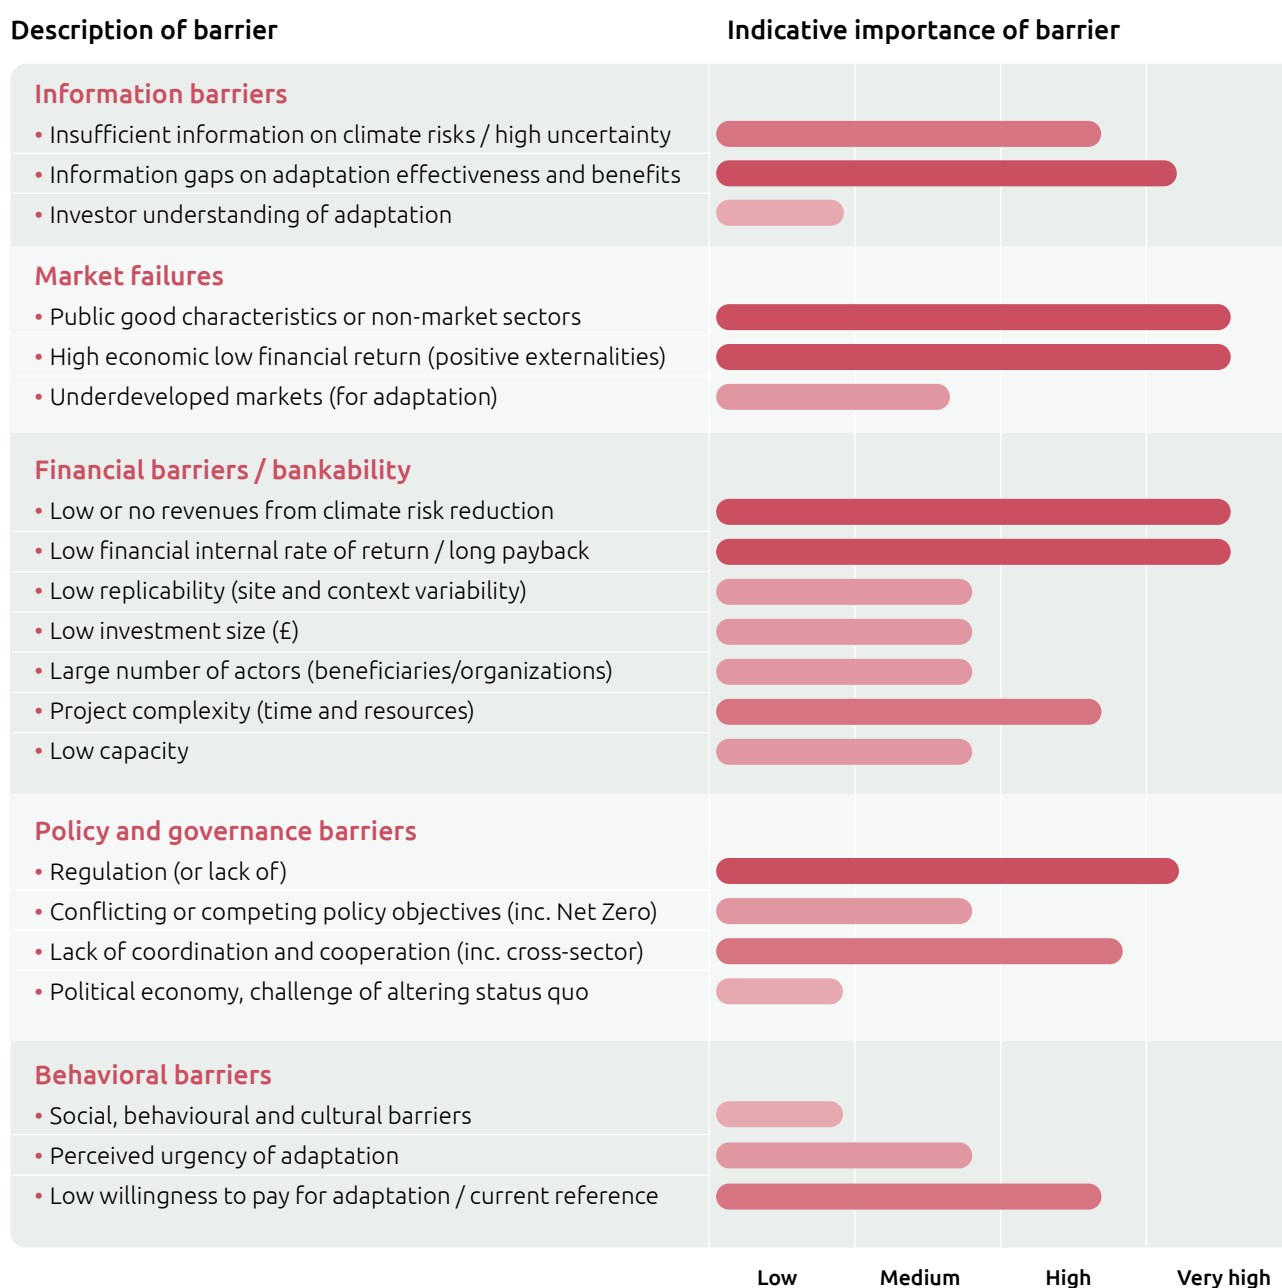 Description of barrier
Indicative importance of barrier
Information barriers
• Insufficient information on climate risks / high uncertainty
• Information gaps on adaptation effectiveness and benefits
• Investor understanding of adaptation
Market failures
• Public good characteristics or non-market sectors
• High economic low financial return (positive externalities)
• Underdeveloped markets (for adaptation)
Financial barriers / bankability
• Low or no revenues from climate risk reduction
• Low financial internal rate of return / long payback
• Low replicability (site and context variability)
• Low investment size (£)
• Large number of actors (beneficiaries/organizations)
• Project complexity (time and resources)
• Low capacity
Policy and governance barriers
• Regulation (or lack of)
• Conflicting or competing policy objectives (inc. Net Zero)
• Lack of coordination and cooperation (inc. cross-sector)
• Political economy, challenge of altering status quo
Behavioral barriers
• Social, behavioural and cultural barriers
• Perceived urgency of adaptation
• Low willingness to pay for adaptation / current reference
Low
Medium
High
Very high